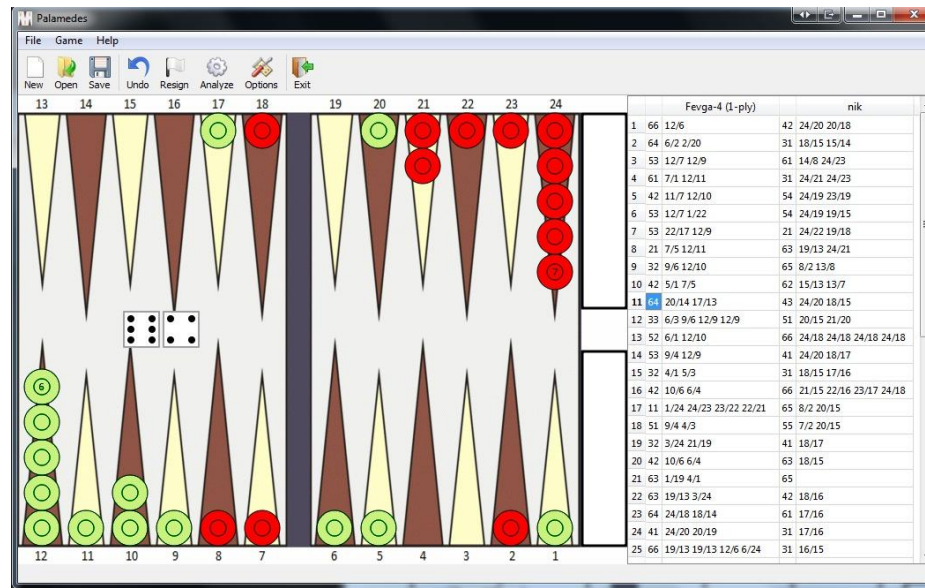 Palamedes
File Game Help
New Open Save Undo Resign Analyze Options Exit
13 14 15 16 17 18 19 20 21 22 23 24
7
6
12 11 10 9 8 7 6 5 4 3 2 1
Fevga-4 (1-ply) nik
1 66 12/6 42 24/20 20/18
2 64 6/2 2/20 31 18/15 15/14
3 53 12/7 12/9 61 14/8 24/23
4 61 7/1 12/11 31 24/21 24/23
5 42 11/7 12/10 54 24/19 23/19
6 53 12/7 1/22 54 24/19 19/15
7 53 22/17 12/9 21 24/22 19/18
8 21 7/5 12/11 63 19/13 24/21
9 32 9/6 12/10 65 8/2 13/8
10 42 5/1 7/5 62 15/13 13/7
11 64 20/14 17/13 43 24/20 18/15
12 33 6/3 9/6 12/9 12/9 51 20/15 21/20
13 52 6/1 12/10 66 24/18 24/18 24/18 24/18
14 53 9/4 12/9 41 24/20 18/17
15 32 4/1 5/3 31 18/15 17/16
16 42 10/6 6/4 66 21/15 22/16 23/17 24/18
17 11 1/24 24/23 23/22 22/21 65 8/2 20/15
18 51 9/4 4/3 55 7/2 20/15
19 32 3/24 21/19 41 18/17
20 42 10/6 6/4 63 18/15
21 63 1/19 4/1 65
22 63 19/13 3/24 42 18/16
23 64 24/18 18/14 61 17/16
24 41 24/20 20/19 31 17/16
25 66 19/13 19/13 12/6 6/24 31 16/15